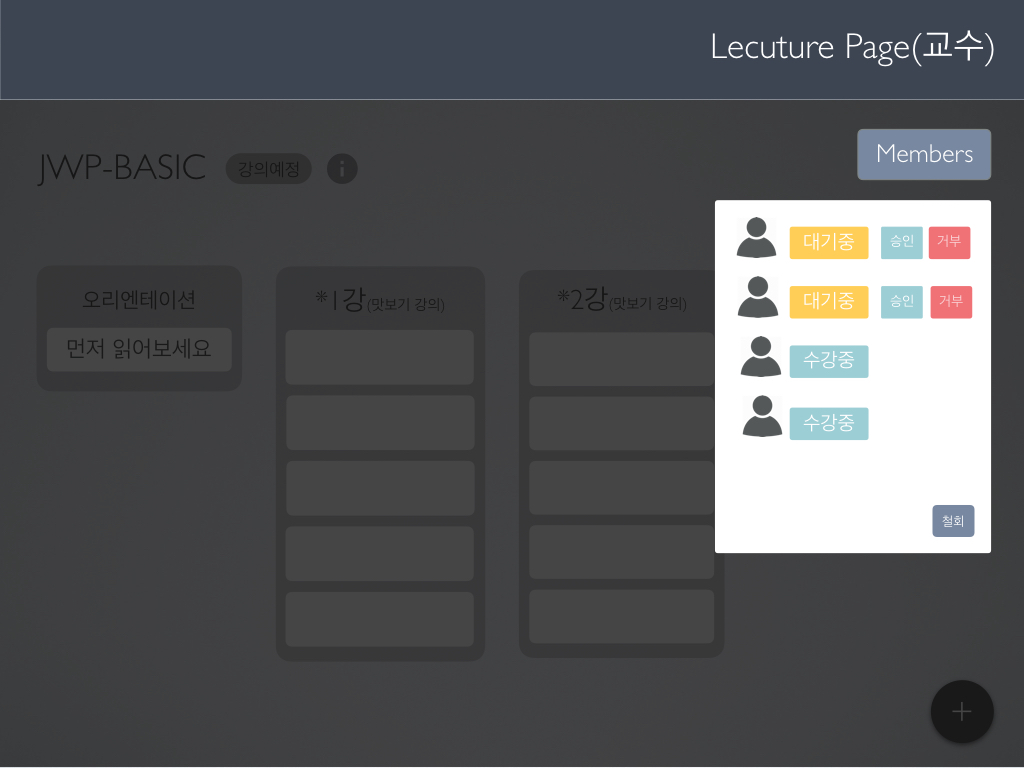 Lecuture Page(교수)
JWP-BASIC 강의예정 i
Members
대기중 승인 거부
대기중 승인 거부
수강중
수강중
철회
오리엔테이션
먼저 읽어보세요
*1강(맛보기 강의)
*2강(맛보기 강의)
+